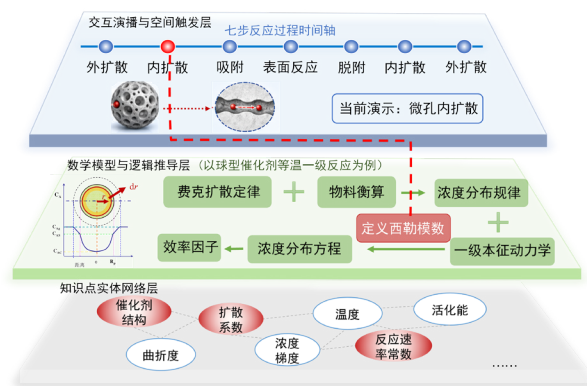 交互演播与空间触发层
七步反应过程时间轴
外扩散 内扩散 吸附 表面反应 脱附 内扩散 外扩散
当前演示：微孔内扩散
数学模型与逻辑推导层（以球型催化剂等温一级反应为例）
dr
费克扩散定律 物料衡算 浓度分布规律
定义西勒模数
效率因子 浓度分布方程 一级本征动力学
知识点实体网络层
催化剂
结构
扩散
系数
温度
活化能
曲折度
浓度
梯度
反应速
率常数
……